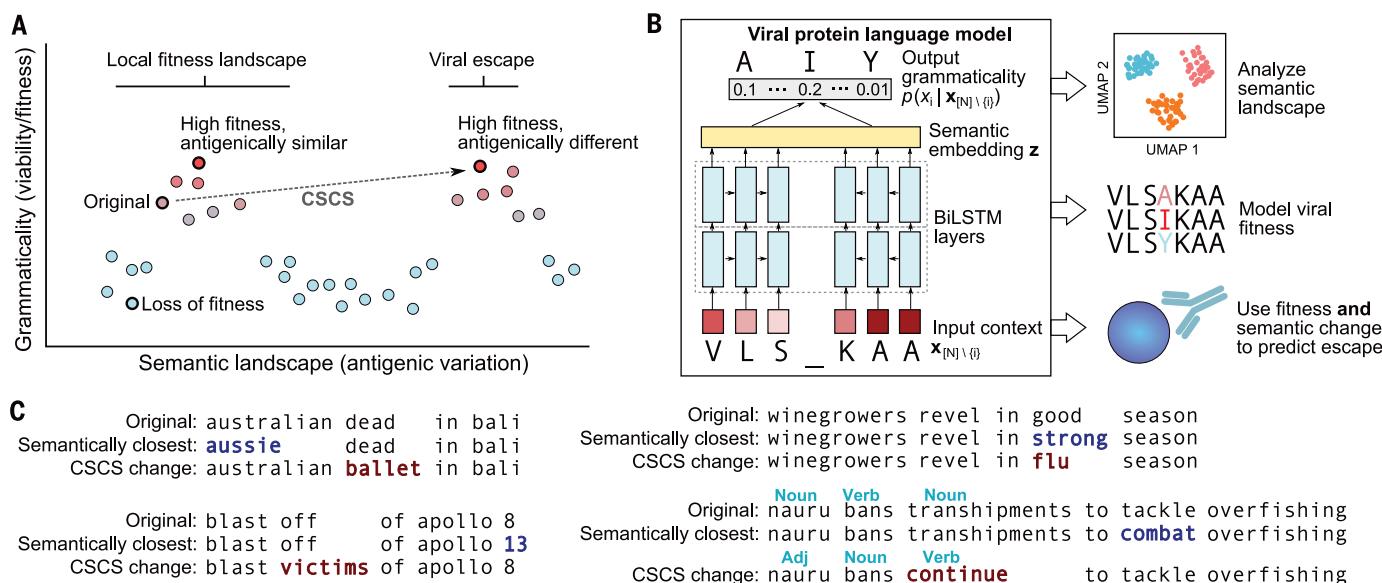 A
Grammaticality (viability/fitness)
Local fitness landscape
Viral escape
High fitness,
antigenically similar
High fitness,
antigenically different
Original
CSCS
Loss of fitness
Semantic landscape (antigenic variation)
B
Viral protein language model
A I Y
0.1 ··· 0.2 ··· 0.01
Output
grammaticality
p(x_i | x_{[N] \ {i}})
Semantic
embedding z
BiLSTM
layers
Input context
x_{[N] \ {i}}
V L S _ K A A
UMAP 2
UMAP 1
Analyze
semantic
landscape
VLSAKAA
VLSIKAA
VLSYKAA
Model viral
fitness
Use fitness and
semantic change
to predict escape
C
Original: australian dead in bali
Semantically closest: aussie dead in bali
CSCS change: australian ballet in bali
Original: blast off of apollo 8
Semantically closest: blast off of apollo 13
CSCS change: blast victims of apollo 8
Original: winegrowers revel in good season
Semantically closest: winegrowers revel in strong season
CSCS change: winegrowers revel in flu season
Noun Verb Noun
Original: nauru bans transhipments to tackle overfishing
Semantically closest: nauru bans transhipments to combat overfishing
Adj Noun Verb
CSCS change: nauru bans continue to tackle overfishing